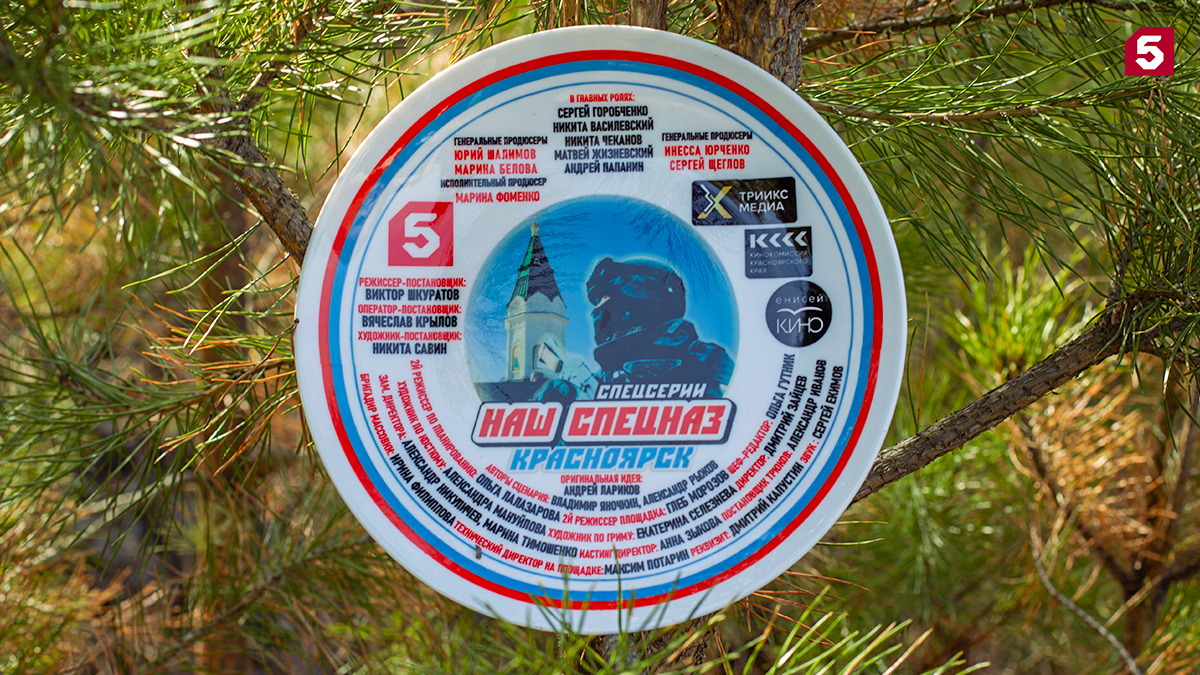 5
В ГЛАВНЫХ РОЛЯХ:
СЕРГЕЙ ГОРОБЧЕНКО
НИКИТА ВАСИЛЕВСКИЙ
НИКИТА ЧЕКАНОВ
МАТВЕЙ ЖИЗНЕВСКИЙ
АНДРЕЙ ПАПАНИН
ГЕНЕРАЛЬНЫЕ ПРОДЮСЕРЫ
ЮРИЙ ШАПИМОВ
МАРИНА БЕЛОВА
ИСПОЛНИТЕЛЬНЫЙ ПРОДЮСЕР
МАРИНА ФОМЕНКО
ГЕНЕРАЛЬНЫЕ ПРОДЮСЕРЫ
ИНЕССА ЮРЧЕНКО
СЕРГЕЙ ЩЕГЛОВ
5
ТРИИКС
МЕДИА
КИНОКОМИССИЯ
КРАСНОЯРСКОГО
КРАЯ
енисей
КИНО
РЕЖИССЕР-ПОСТАНОВЩИК:
ВИКТОР ШКУРАТОВ
ОПЕРАТОР-ПОСТАНОВЩИК:
ВЯЧЕСЛАВ КРЫЛОВ
ХУДОЖНИК-ПОСТАНОВЩИК:
НИКИТА САВИН
СПЕЦСЕРИИ
НАШ СПЕЦНАЗ
КРАСНОЯРСК
ОРИГИНАЛЬНАЯ ИДЕЯ:
АНДРЕЙ ЛАРИКОВ
АВТОРЫ СЦЕНАРИЯ: ВЛАДИМИР ЯНОЧКИН, АЛЕКСАНДР РЫЖОВ ШЕФ-РЕДАКТОР: ОЛЬГА ГУТНИК
2Й РЕЖИССЕР ПО ПЛАНИРОВАНИЮ: ОЛЬГА ПАЛАЗАРОВА 2Й РЕЖИССЕР ПЛОЩАДКА: ГЛЕБ МОРОЗОВ ДИРЕКТОР: ДМИТРИЙ ЗАЙЦЕВ
ХУДОЖНИК ПО КОСТЮМУ: АЛЕКСАНДРА МАНУЙЛОВА ХУДОЖНИК ПО ГРИМУ: ЕКАТЕРИНА СЕЛЕЗНЕВА ПОСТАНОВЩИК ТРЮКОВ: АЛЕКСАНДР ИВАНОВ
ЗАМ. ДИРЕКТОРА: АЛЕКСАНДР НИКУЛИЧЕВ, МАРИНА ТИМОШЕНКО КАСТИНГ ДИРЕКТОР: АННА ЗЫКОВА РЕКВИЗИТ: ДМИТРИЙ КАПУСТИН ЗВУК: СЕРГЕЙ ЕКИМОВ
БРИГАДИР МАССОВКИ: ИРИНА ФИЛИППОВА ТЕХНИЧЕСКИЙ ДИРЕКТОР НА ПЛОЩАДКЕ: МАКСИМ ПОТАРИН